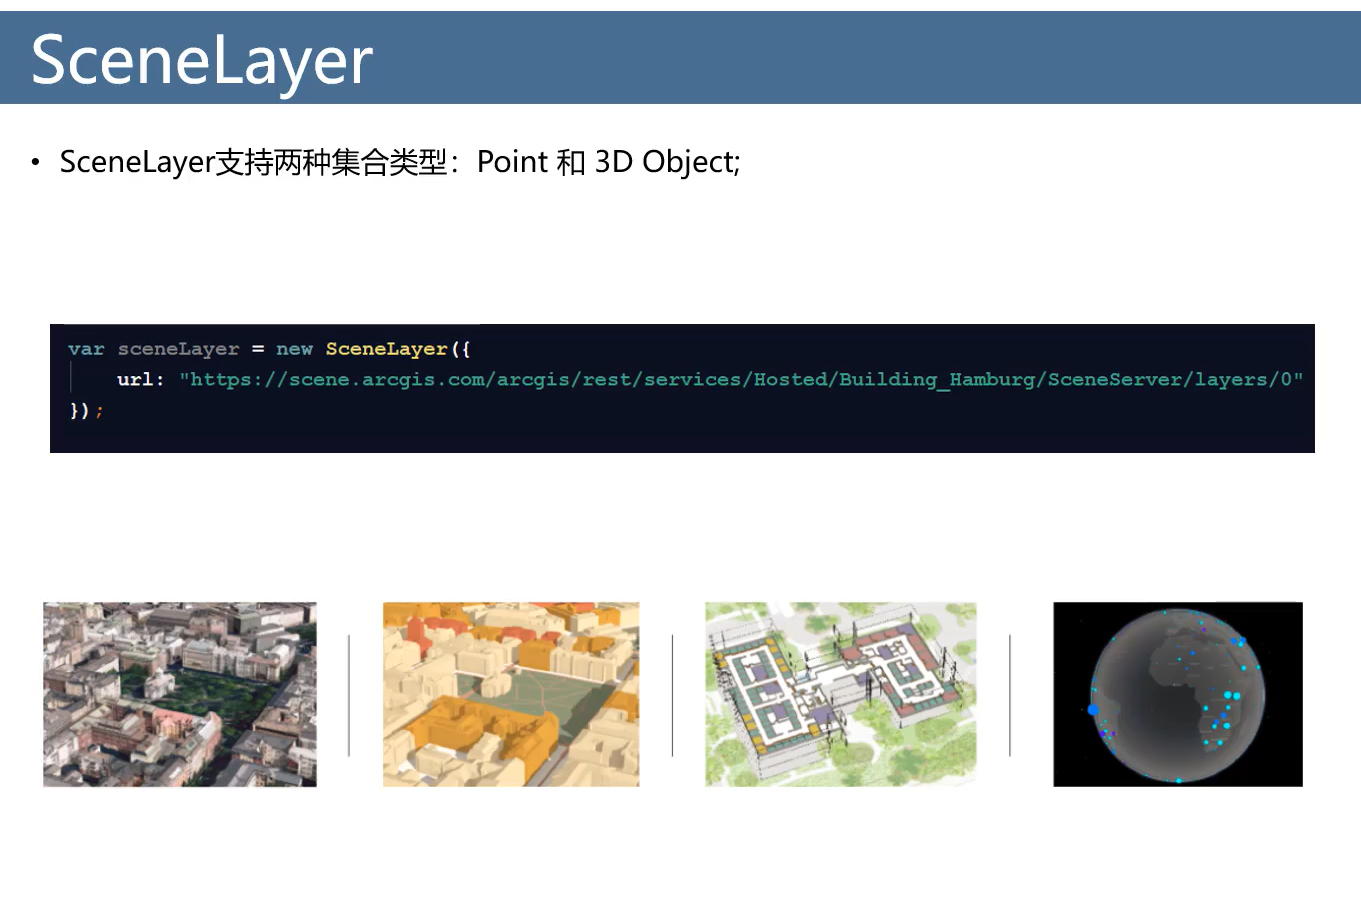 SceneLayer
• SceneLayer支持两种集合类型：Point 和 3D Object;
var sceneLayer = new SceneLayer({
url: "https://scene.arcgis.com/arcgis/rest/services/Hosted/Building_Hamburg/SceneServer/layers/0"
});